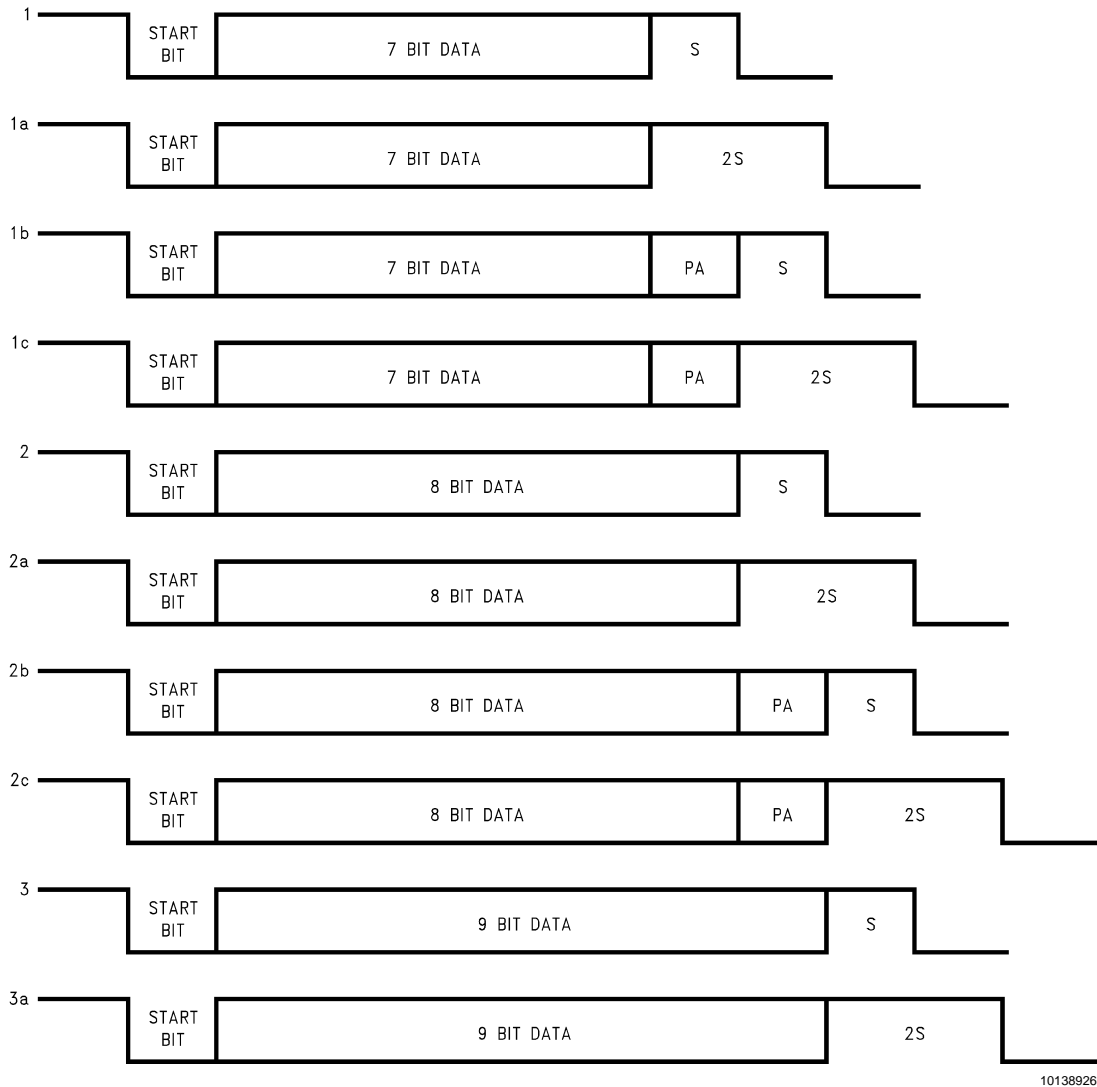 1
START
BIT
7 BIT DATA
S
1a
START
BIT
7 BIT DATA
2S
1b
START
BIT
7 BIT DATA
PA
S
1c
START
BIT
7 BIT DATA
PA
2S
2
START
BIT
8 BIT DATA
S
2a
START
BIT
8 BIT DATA
2S
2b
START
BIT
8 BIT DATA
PA
S
2c
START
BIT
8 BIT DATA
PA
2S
3
START
BIT
9 BIT DATA
S
3a
START
BIT
9 BIT DATA
2S
10138926